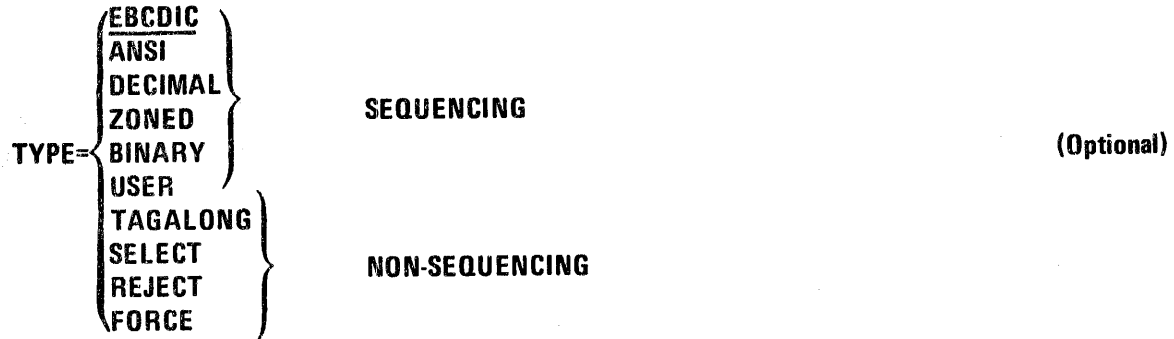 EBCDIC
ANSI
DECIMAL
ZONED
SEQUENCING
TYPE= BINARY
(Optional)
USER
TAGALONG
SELECT
NON-SEQUENCING
REJECT
FORCE